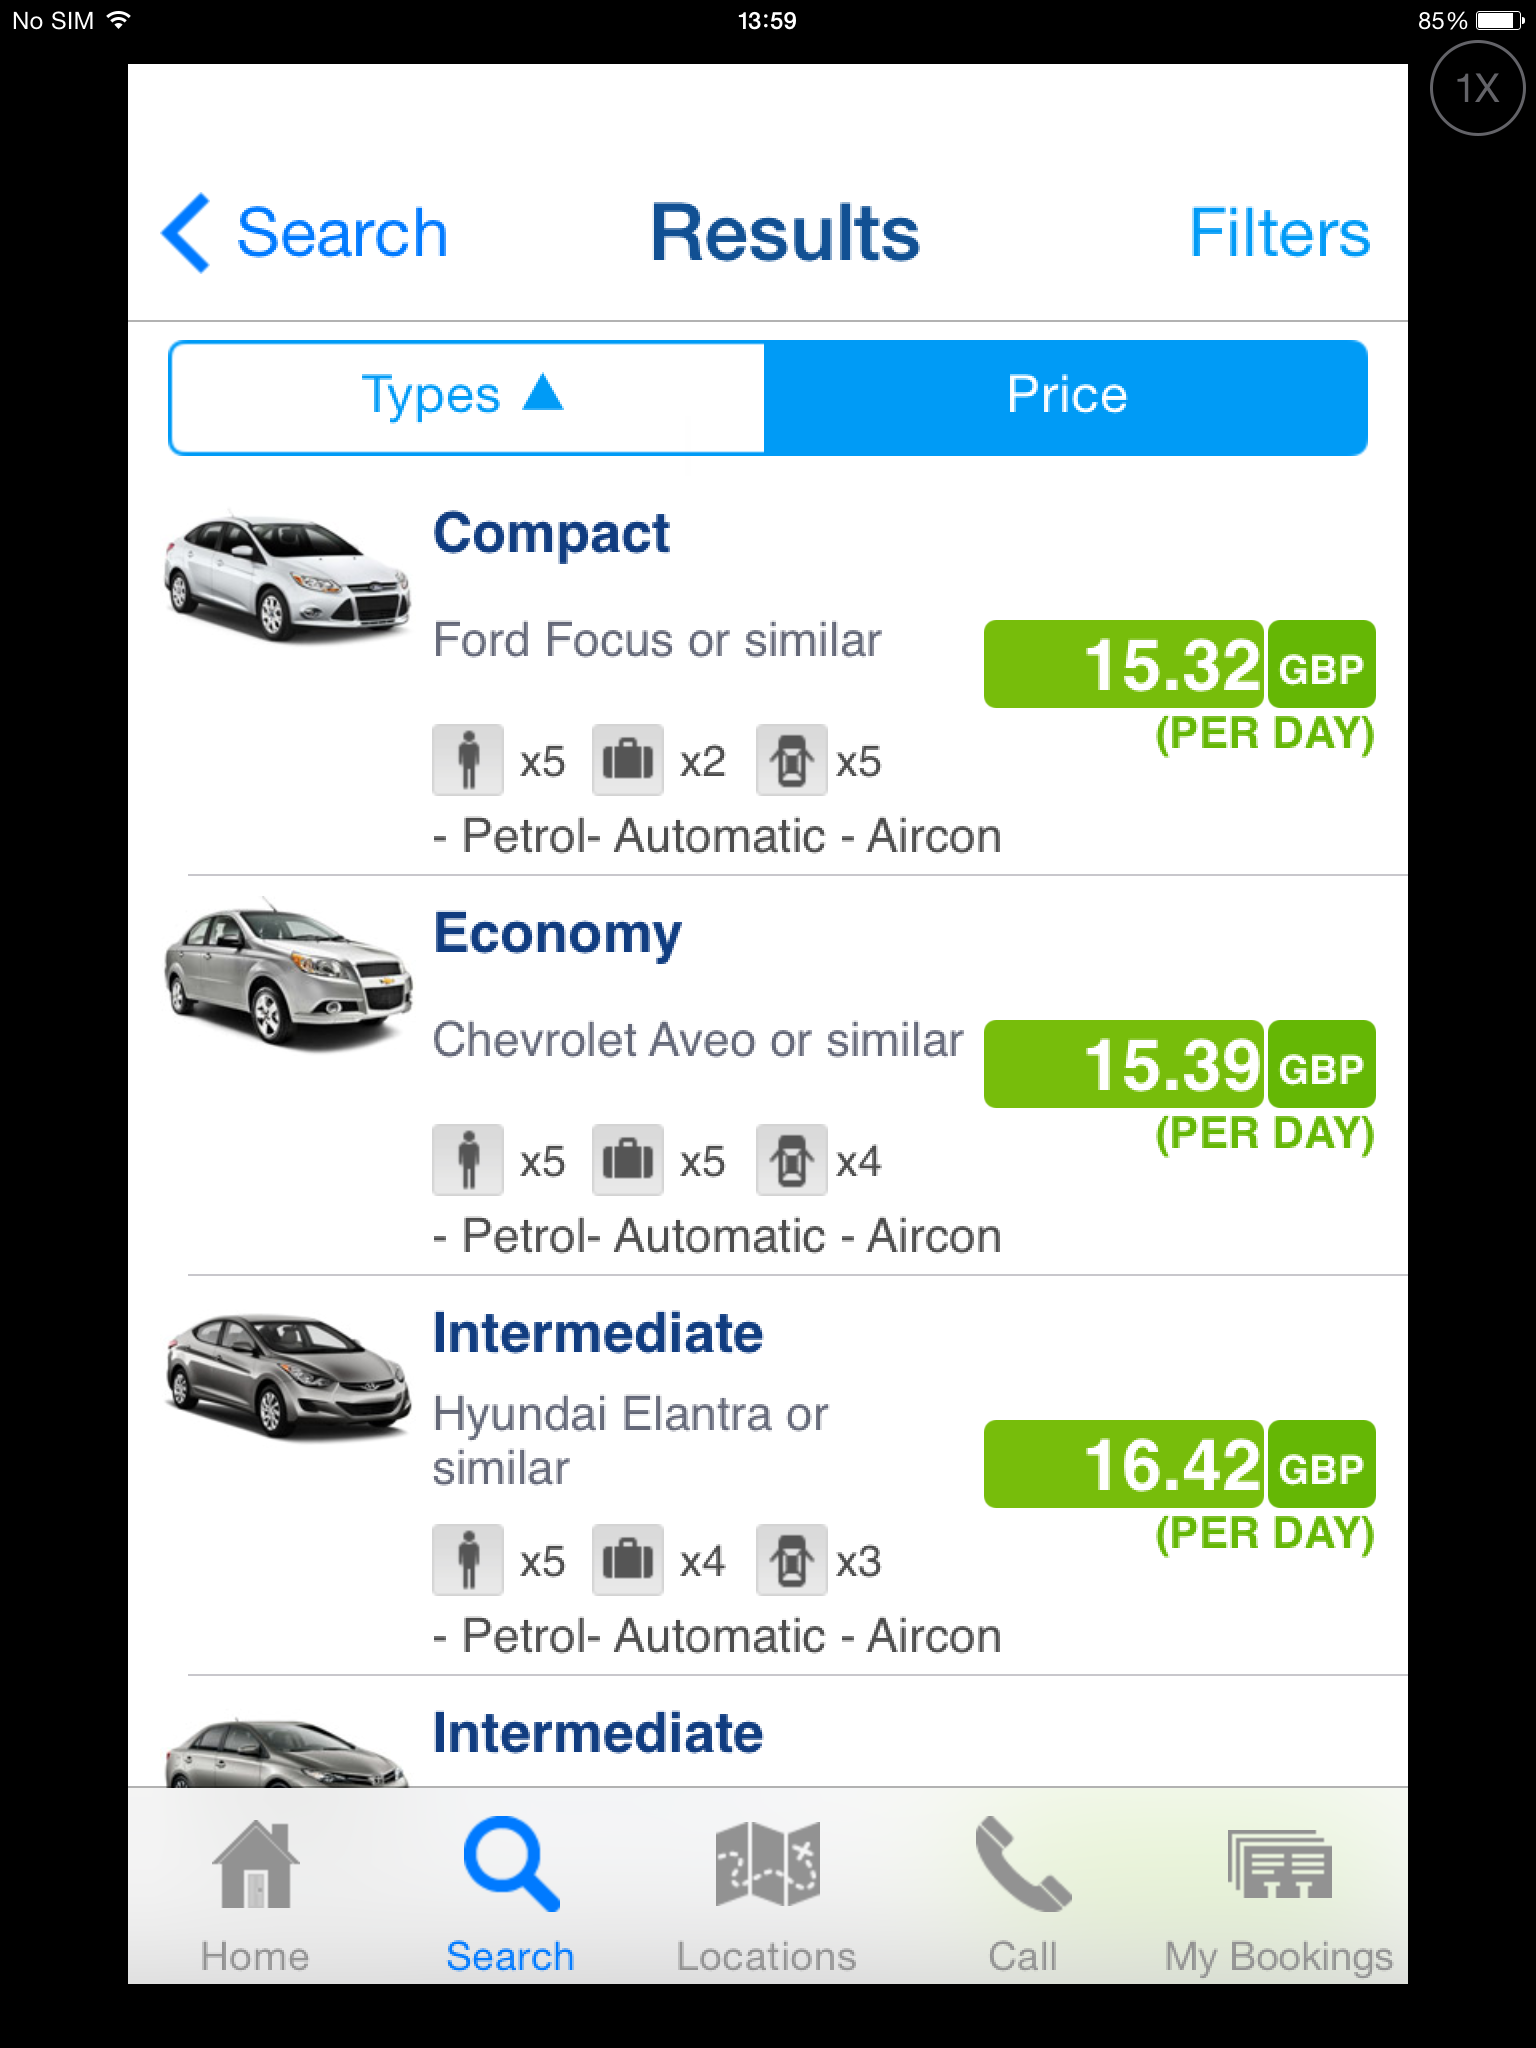 No SIM 13:59 85%
1X
Search Results Filters
Types ▲ Price
Compact
Ford Focus or similar
15.32 GBP
(PER DAY)
x5 x2 x5
- Petrol- Automatic - Aircon
Economy
Chevrolet Aveo or similar
15.39 GBP
(PER DAY)
x5 x5 x4
- Petrol- Automatic - Aircon
Intermediate
Hyundai Elantra or
similar
16.42 GBP
(PER DAY)
x5 x4 x3
- Petrol- Automatic - Aircon
Intermediate
Home Search Locations Call My Bookings